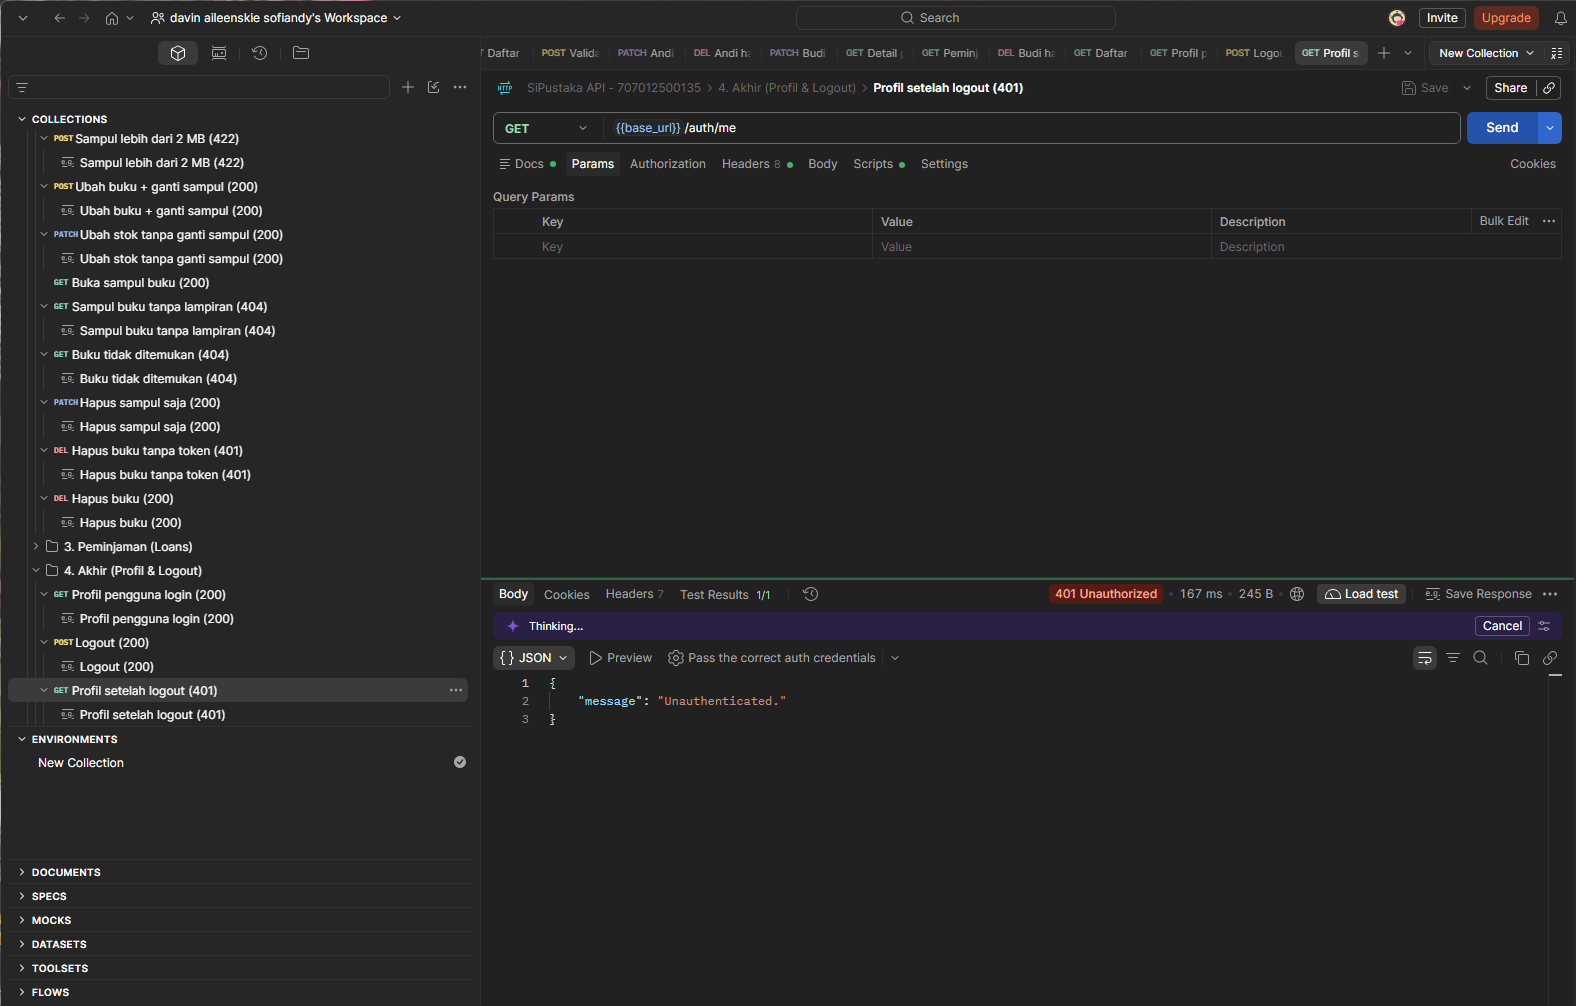 davin aileenskie sofiandy's Workspace
Search
Invite
Upgrade
Daftar
POST Valida
PATCH Andi
DEL Andi ha
PATCH Budi
GET Detail
GET Peminj
DEL Budi ha
GET Daftar
GET Profil p
POST Logou
GET Profil s
New Collection
SiPustaka API - 707012500135 > 4. Akhir (Profil & Logout) > Profil setelah logout (401)
Save
Share
GET
{{base_url}} /auth/me
Send
Docs
Params
Authorization
Headers 8
Body
Scripts
Settings
Cookies
Query Params
Key
Value
Description
Bulk Edit
Key
Value
Description
COLLECTIONS
POST Sampul lebih dari 2 MB (422)
e.g. Sampul lebih dari 2 MB (422)
POST Ubah buku + ganti sampul (200)
e.g. Ubah buku + ganti sampul (200)
PATCH Ubah stok tanpa ganti sampul (200)
e.g. Ubah stok tanpa ganti sampul (200)
GET Buka sampul buku (200)
GET Sampul buku tanpa lampiran (404)
e.g. Sampul buku tanpa lampiran (404)
GET Buku tidak ditemukan (404)
e.g. Buku tidak ditemukan (404)
PATCH Hapus sampul saja (200)
e.g. Hapus sampul saja (200)
DEL Hapus buku tanpa token (401)
e.g. Hapus buku tanpa token (401)
DEL Hapus buku (200)
e.g. Hapus buku (200)
3. Peminjaman (Loans)
4. Akhir (Profil & Logout)
GET Profil pengguna login (200)
e.g. Profil pengguna login (200)
POST Logout (200)
e.g. Logout (200)
GET Profil setelah logout (401)
e.g. Profil setelah logout (401)
ENVIRONMENTS
New Collection
DOCUMENTS
SPECS
MOCKS
DATASETS
TOOLSETS
FLOWS
Body
Cookies
Headers 7
Test Results 1/1
401 Unauthorized
167 ms
245 B
Load test
e.g. Save Response
Thinking...
Cancel
{} JSON
Preview
Pass the correct auth credentials
1 {
2 "message": "Unauthenticated."
3 }